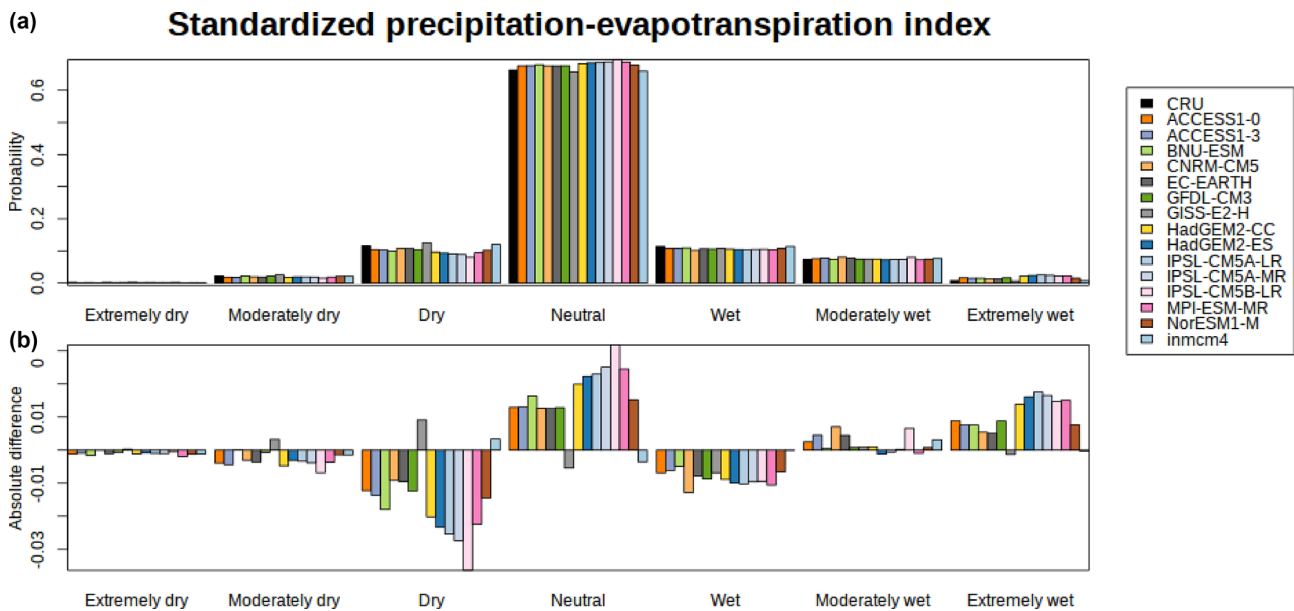 (a)
Standardized precipitation-evapotranspiration index
Probability
0.6
0.4
0.2
0.0
Extremely dry Moderately dry Dry Neutral Wet Moderately wet Extremely wet
CRU
ACCESS1-0
ACCESS1-3
BNU-ESM
CNRM-CM5
EC-EARTH
GFDL-CM3
GISS-E2-H
HadGEM2-CC
HadGEM2-ES
IPSL-CM5A-LR
IPSL-CM5A-MR
IPSL-CM5B-LR
MPI-ESM-MR
NorESM1-M
inmcm4
(b)
Absolute difference
0
0.01
-0.01
-0.03
Extremely dry Moderately dry Dry Neutral Wet Moderately wet Extremely wet